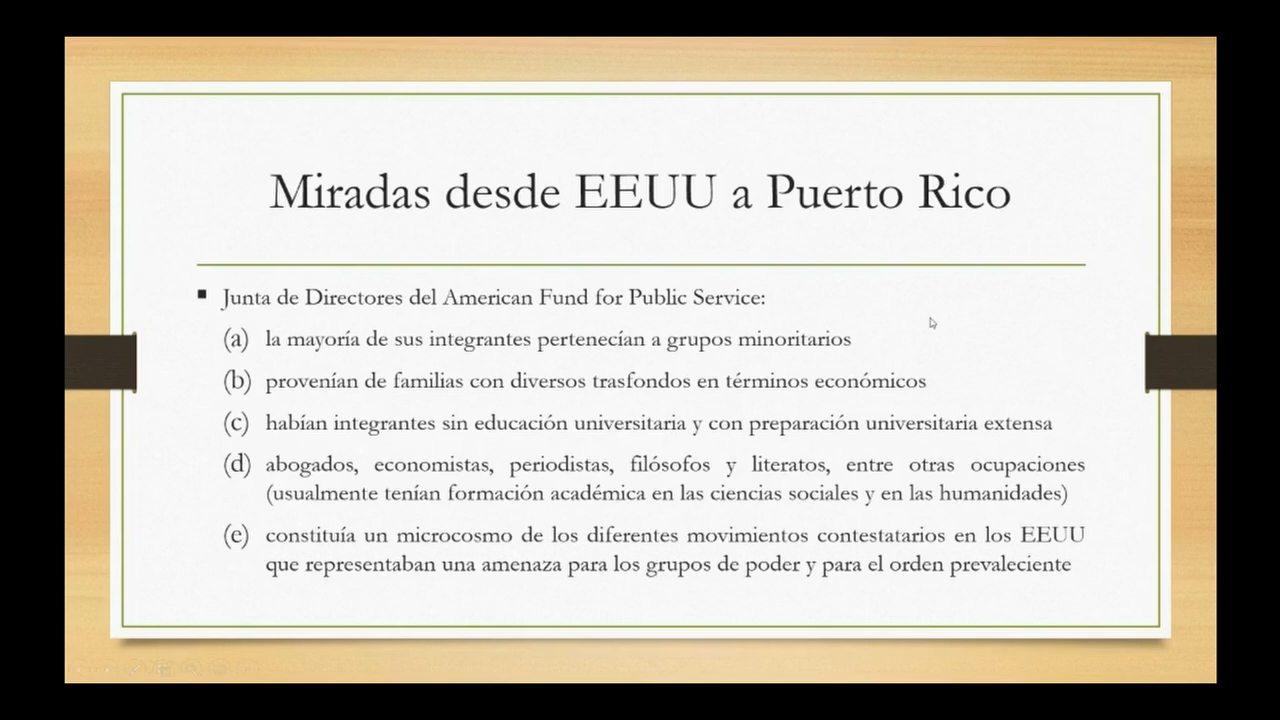 Miradas desde EEUU a Puerto Rico
▪ Junta de Directores del American Fund for Public Service:
(a) la mayoría de sus integrantes pertenecían a grupos minoritarios
(b) provenían de familias con diversos trasfondos en términos económicos
(c) habían integrantes sin educación universitaria y con preparación universitaria extensa
(d) abogados, economistas, periodistas, filósofos y literatos, entre otras ocupaciones
(usualmente tenían formación académica en las ciencias sociales y en las humanidades)
(e) constituía un microcosmo de los diferentes movimientos contestatarios en los EEUU
que representaban una amenaza para los grupos de poder y para el orden prevaleciente